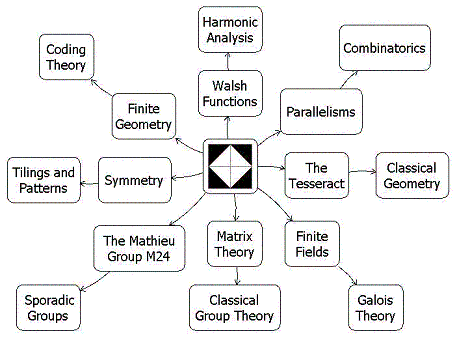 Harmonic
Analysis
Combinatorics
Coding
Theory
Walsh
Functions
Finite
Geometry
Parallelisms
Tilings and
Patterns
Symmetry
The
Tesseract
Classical
Geometry
The Mathieu
Group M24
Matrix
Theory
Finite
Fields
Sporadic
Groups
Classical
Group Theory
Galois
Theory